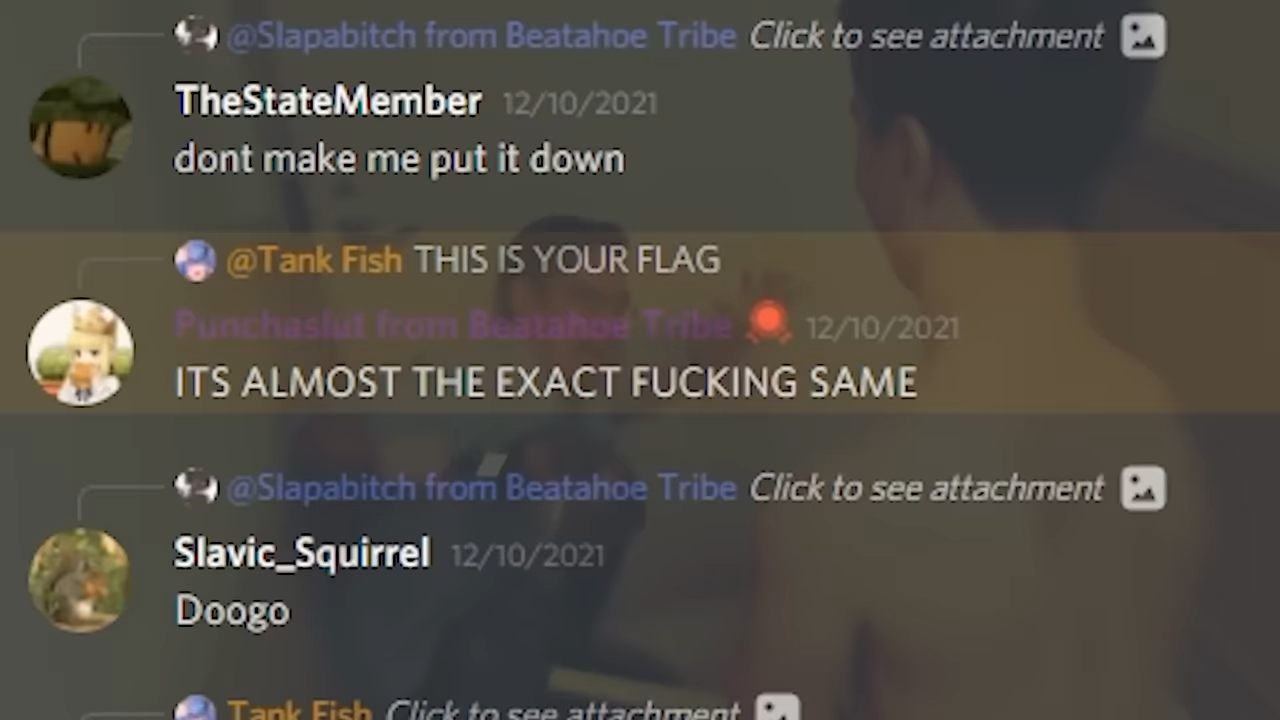 @Slapabitch from Beatahoe Tribe Click to see attachment
TheStateMember 12/10/2021
dont make me put it down
@Tank Fish THIS IS YOUR FLAG
Punchaslut from Beatahoe Tribe 12/10/2021
ITS ALMOST THE EXACT FUCKING SAME
@Slapabitch from Beatahoe Tribe Click to see attachment
Slavic_Squirrel 12/10/2021
Doogo
Tank Fish Click to see attachment